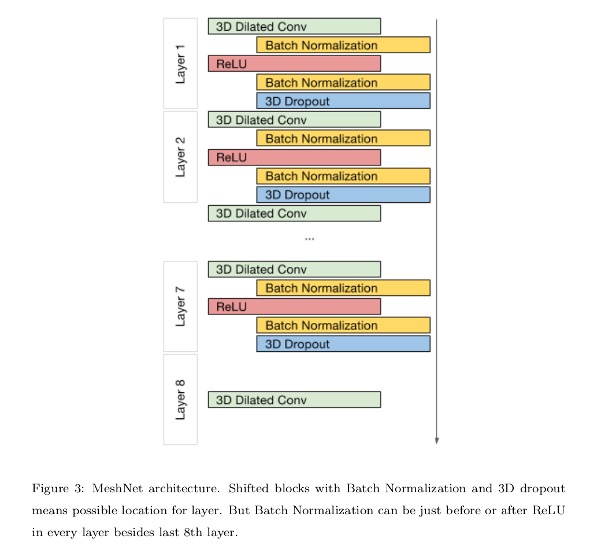 Layer 1
3D Dilated Conv
Batch Normalization
ReLU
Batch Normalization
3D Dropout
Layer 2
3D Dilated Conv
Batch Normalization
ReLU
Batch Normalization
3D Dropout
3D Dilated Conv
...
Layer 7
3D Dilated Conv
Batch Normalization
ReLU
Batch Normalization
3D Dropout
Layer 8
3D Dilated Conv
Figure 3: MeshNet architecture. Shifted blocks with Batch Normalization and 3D dropout
means possible location for layer. But Batch Normalization can be just before or after ReLU
in every layer besides last 8th layer.